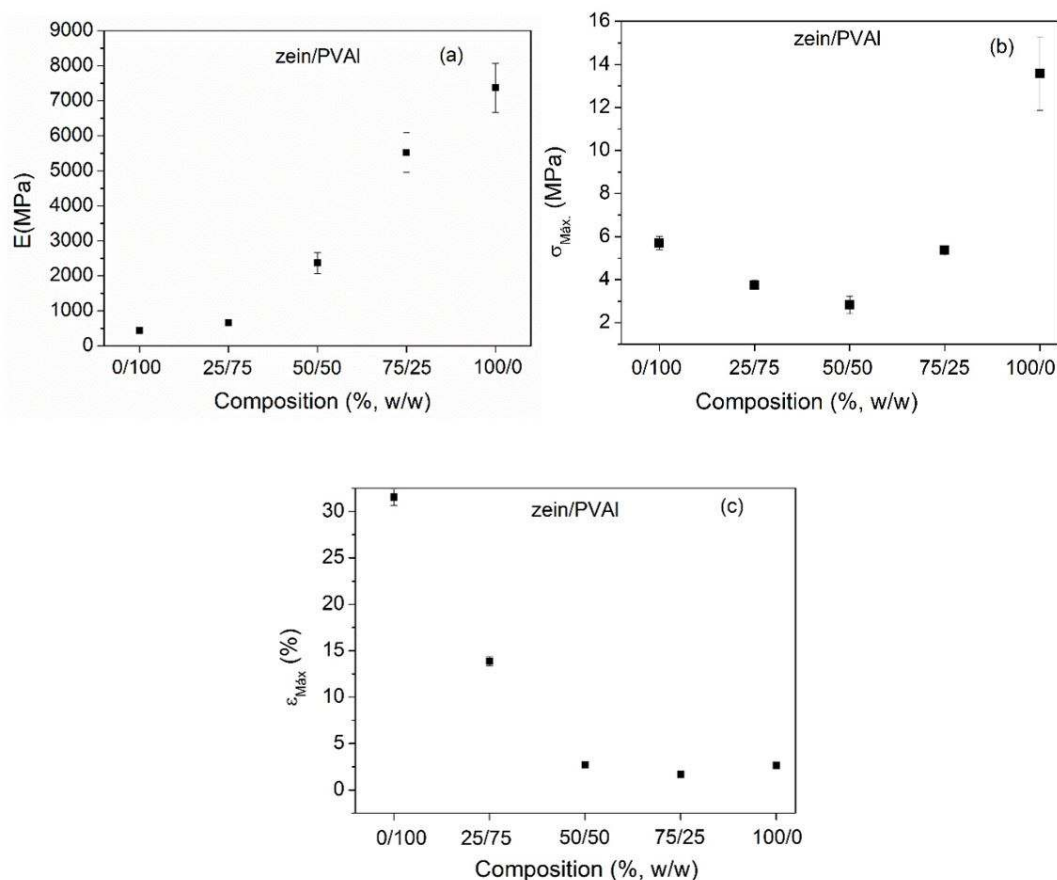 zein/PVAl
(a)
E(MPa)
9000
8000
7000
6000
5000
4000
3000
2000
1000
0
0/100 25/75 50/50 75/25 100/0
Composition (%, w/w)
zein/PVAl
(b)
σMáx. (MPa)
16
14
12
10
8
6
4
2
0/100 25/75 50/50 75/25 100/0
Composition (%, w/w)
zein/PVAl
(c)
εMáx (%)
30
25
20
15
10
5
0
0/100 25/75 50/50 75/25 100/0
Composition (%, w/w)